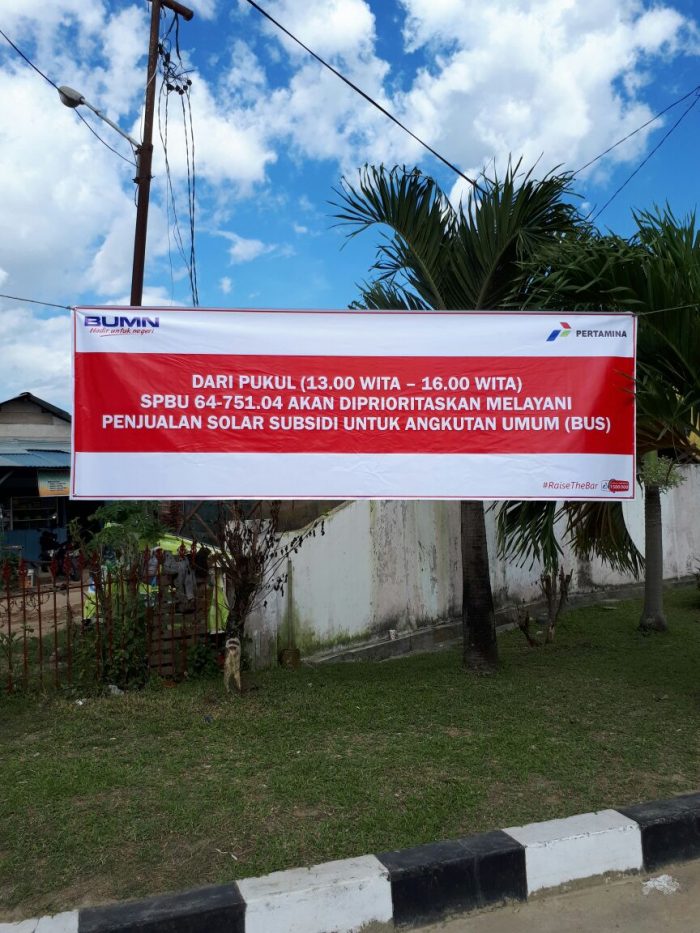 BUMN
Hadir untuk negeri
PERTAMINA
DARI PUKUL (13.00 WITA – 16.00 WITA)
SPBU 64-751.04 AKAN DIPRIORITASKAN MELAYANI
PENJUALAN SOLAR SUBSIDI UNTUK ANGKUTAN UMUM (BUS)
#RaiseTheBar